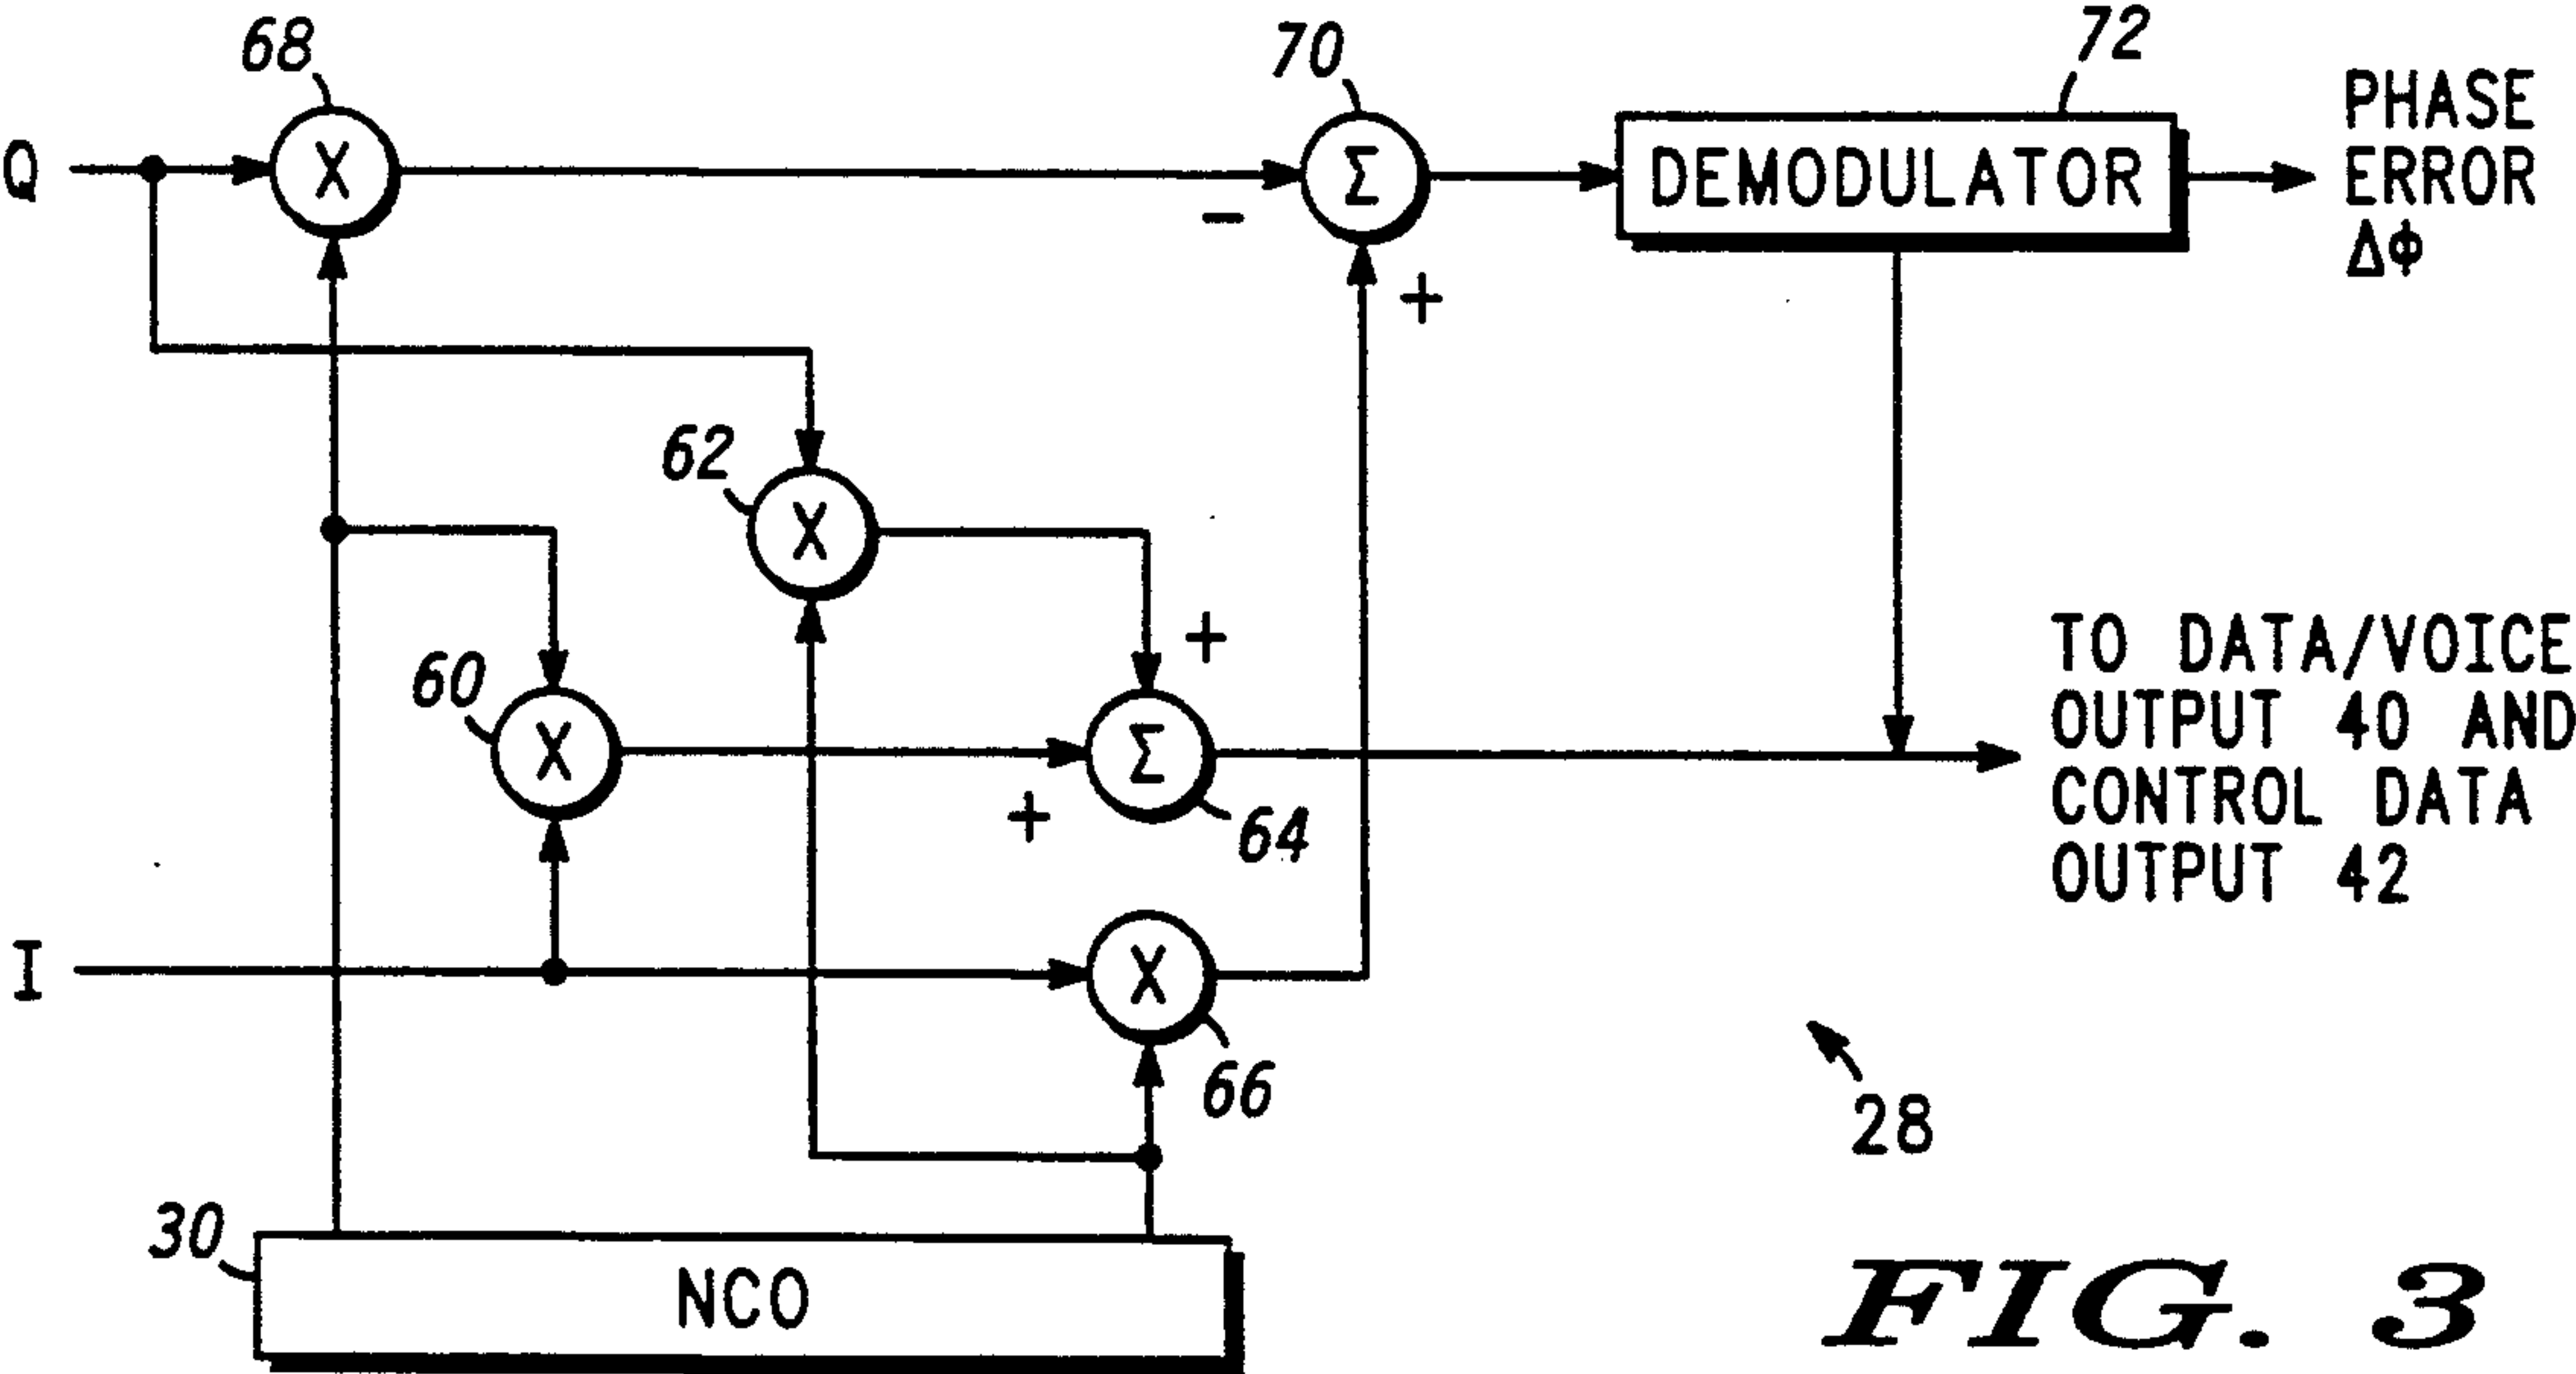 68
70
72
Q
X
Σ
DEMODULATOR
PHASE
ERROR
Δφ
−
+
62
X
+
60
X
Σ
+
64
TO DATA/VOICE
OUTPUT 40 AND
CONTROL DATA
OUTPUT 42
I
X
66
28
30
NCO
FIG. 3